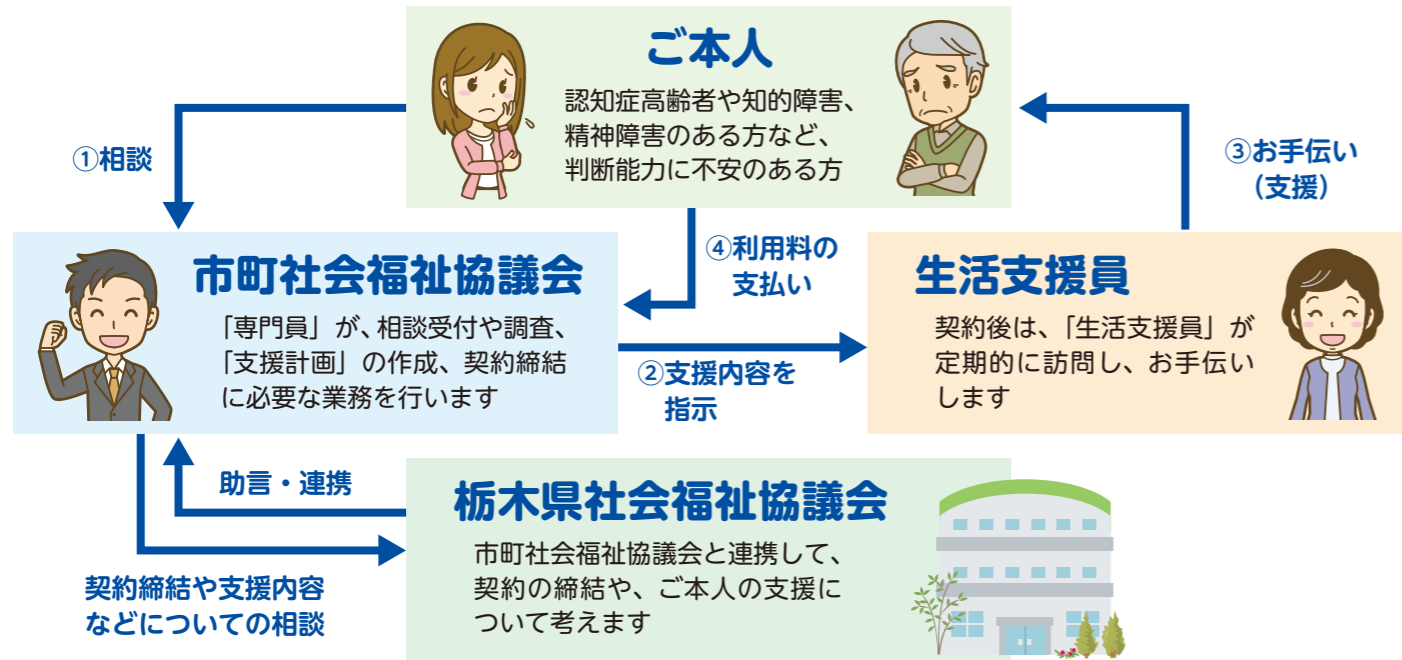 ご本人
認知症高齢者や知的障害、
精神障害のある方など、
判断能力に不安のある方
①相談
③お手伝い
(支援)
④利用料の
支払い
市町社会福祉協議会
「専門員」が、相談受付や調査、
「支援計画」の作成、契約締結
に必要な業務を行います
②支援内容を
指示
生活支援員
契約後は、「生活支援員」が
定期的に訪問し、お手伝い
します
助言・連携
契約締結や支援内容
などについての相談
栃木県社会福祉協議会
市町社会福祉協議会と連携して、
契約の締結や、ご本人の支援に
ついて考えます